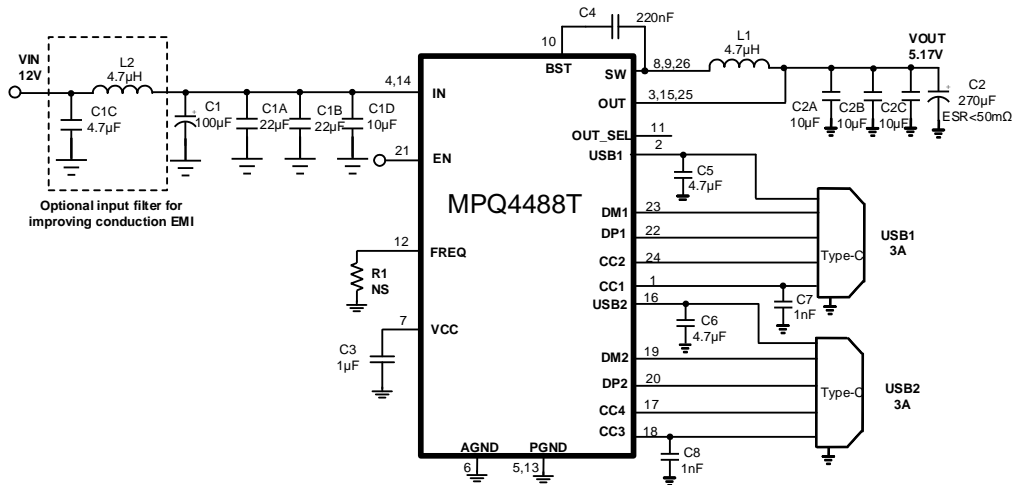 C4
220nF
10
BST
VIN
12V
L2
4.7µH
C1C
4.7µF
Optional input filter for
improving conduction EMI
C1
100µF
C1A
22µF
C1B
22µF
C1D
10µF
4,14
IN
21
EN
MPQ4488T
12
FREQ
R1
NS
7
VCC
C3
1µF
AGND
6
PGND
5,13
SW
8,9,26
L1
4.7µH
VOUT
5.17V
OUT
3,15,25
C2A
10µF
C2B
10µF
C2C
10µF
C2
270µF
ESR<50mΩ
OUT_SEL
11
USB1
2
C5
4.7µF
DM1
23
DP1
22
CC2
24
CC1
1
C7
1nF
Type-C
USB1
3A
USB2
16
C6
4.7µF
DM2
19
DP2
20
CC4
17
CC3
18
C8
1nF
Type-C
USB2
3A